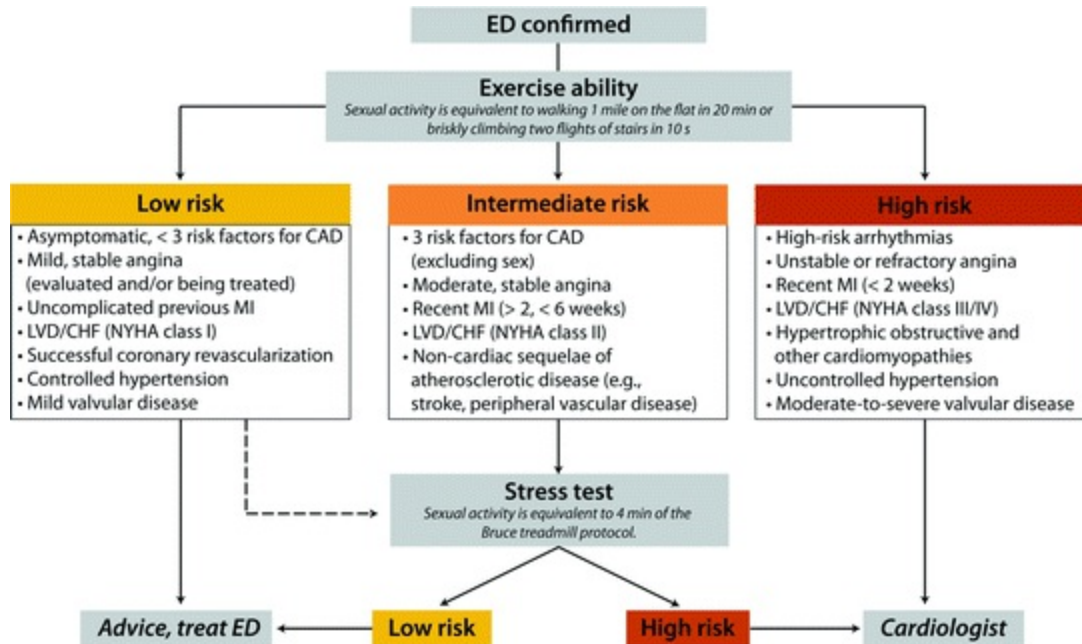 ED confirmed
Exercise ability
Sexual activity is equivalent to walking 1 mile on the flat in 20 min or
briskly climbing two flights of stairs in 10 s
Low risk
• Asymptomatic, < 3 risk factors for CAD
• Mild, stable angina
(evaluated and/or being treated)
• Uncomplicated previous MI
• LVD/CHF (NYHA class I)
• Successful coronary revascularization
• Controlled hypertension
• Mild valvular disease
Intermediate risk
• 3 risk factors for CAD
(excluding sex)
• Moderate, stable angina
• Recent MI (> 2, < 6 weeks)
• LVD/CHF (NYHA class II)
• Non-cardiac sequelae of
atherosclerotic disease (e.g.,
stroke, peripheral vascular disease)
High risk
• High-risk arrhythmias
• Unstable or refractory angina
• Recent MI (< 2 weeks)
• LVD/CHF (NYHA class III/IV)
• Hypertrophic obstructive and
other cardiomyopathies
• Uncontrolled hypertension
• Moderate-to-severe valvular disease
Stress test
Sexual activity is equivalent to 4 min of the
Bruce treadmill protocol.
Advice, treat ED
Low risk
High risk
Cardiologist